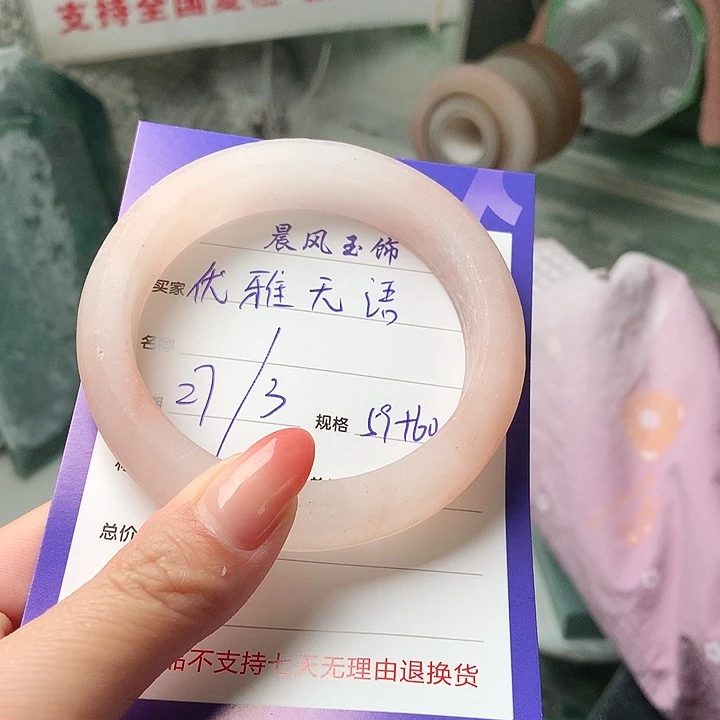 支持全国
晨风玉饰
买家 优雅无语
名称
27/3 规格 59+60
总价
品不支持七天无理由退换货